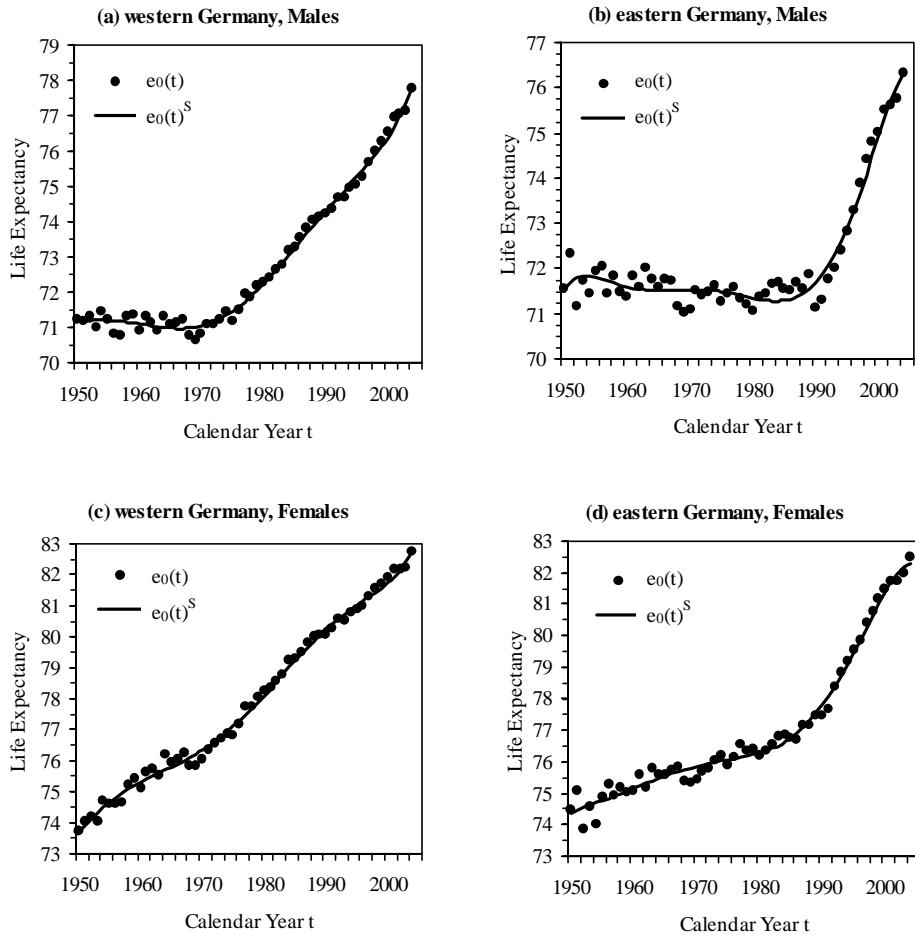 (a) western Germany, Males
79
78
77
76
75
74
73
72
71
70
Life Expectancy
e₀(t)
e₀(t)ˢ
1950 1960 1970 1980 1990 2000
Calendar Year t
(b) eastern Germany, Males
77
76
75
74
73
72
71
70
Life Expectancy
e₀(t)
e₀(t)ˢ
1950 1960 1970 1980 1990 2000
Calendar Year t
(c) western Germany, Females
83
82
81
80
79
78
77
76
75
74
73
Life Expectancy
e₀(t)
e₀(t)ˢ
1950 1960 1970 1980 1990 2000
Calendar Year t
(d) eastern Germany, Females
83
82
81
80
79
78
77
76
75
74
73
Life Expectancy
e₀(t)
e₀(t)ˢ
1950 1960 1970 1980 1990 2000
Calendar Year t